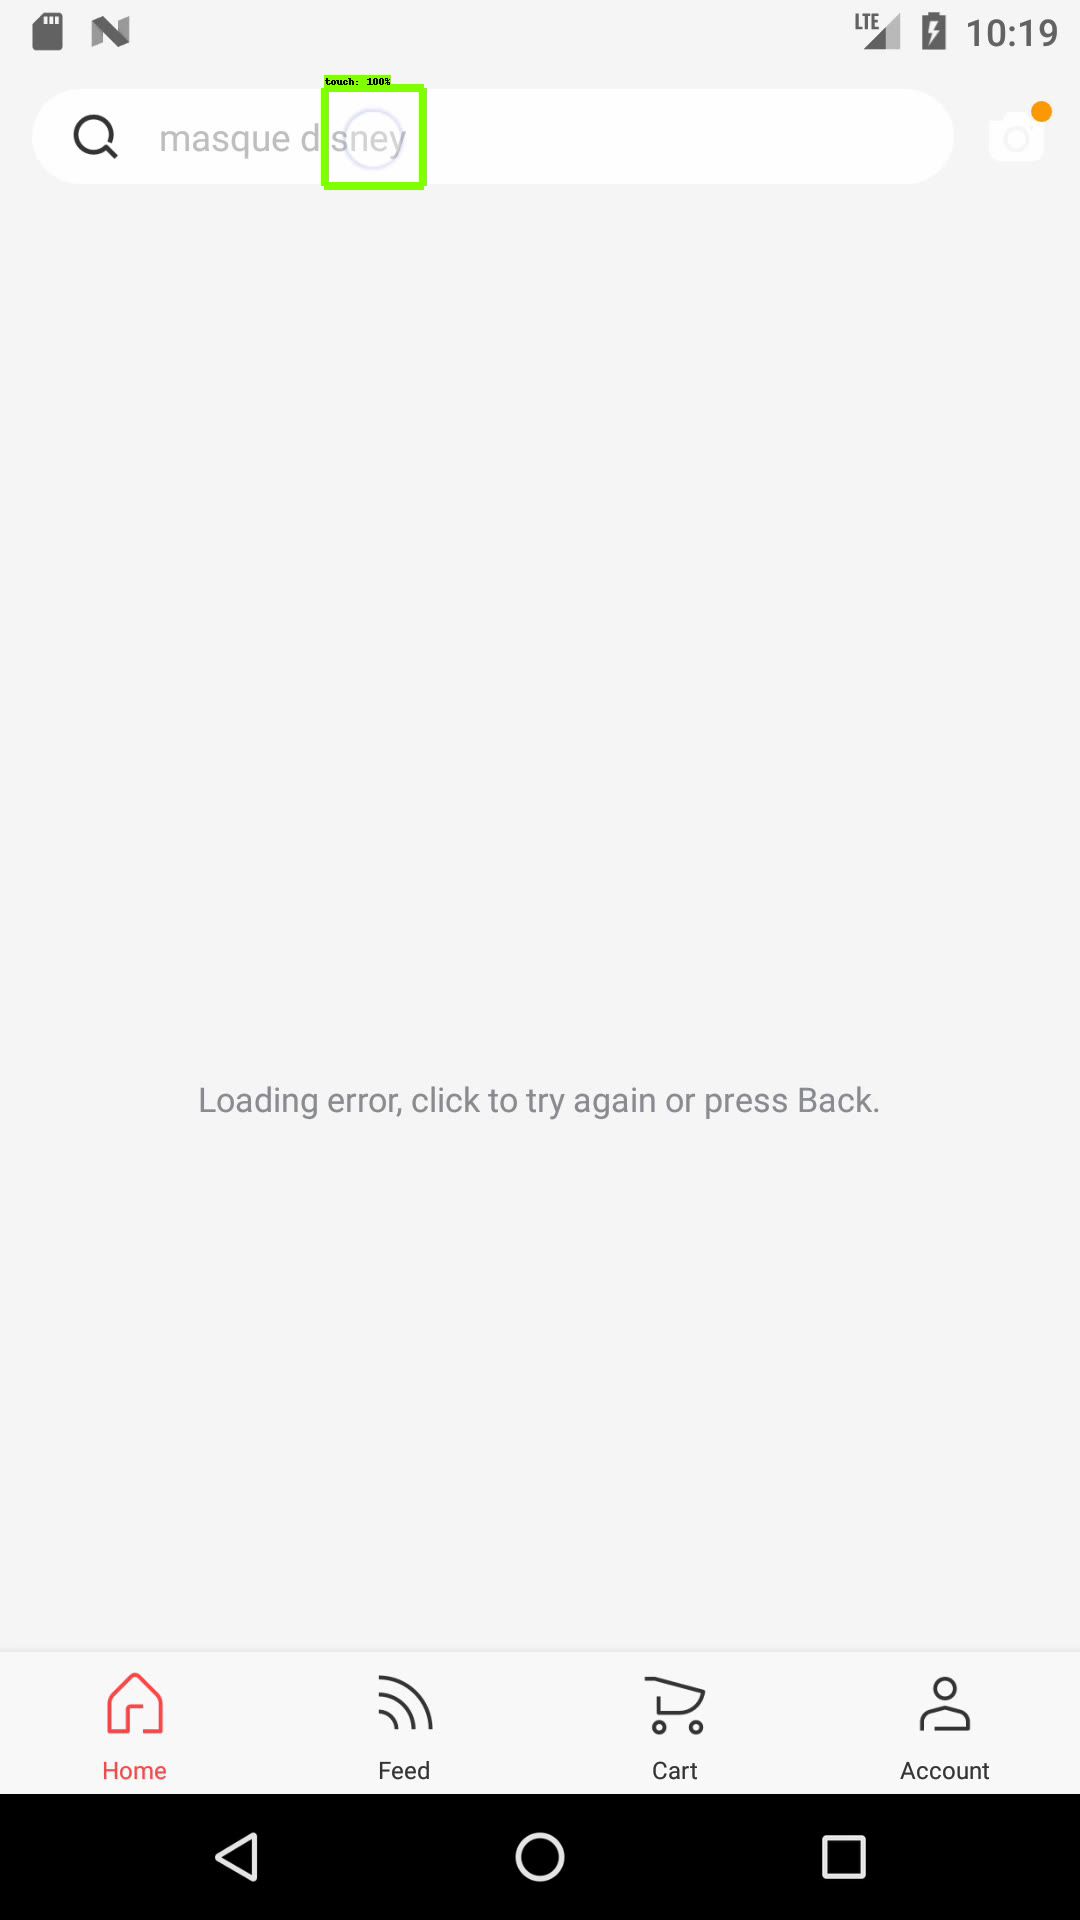 LTE 10:19
touch: 100%
masque disney
Loading error, click to try again or press Back.
Home Feed Cart Account